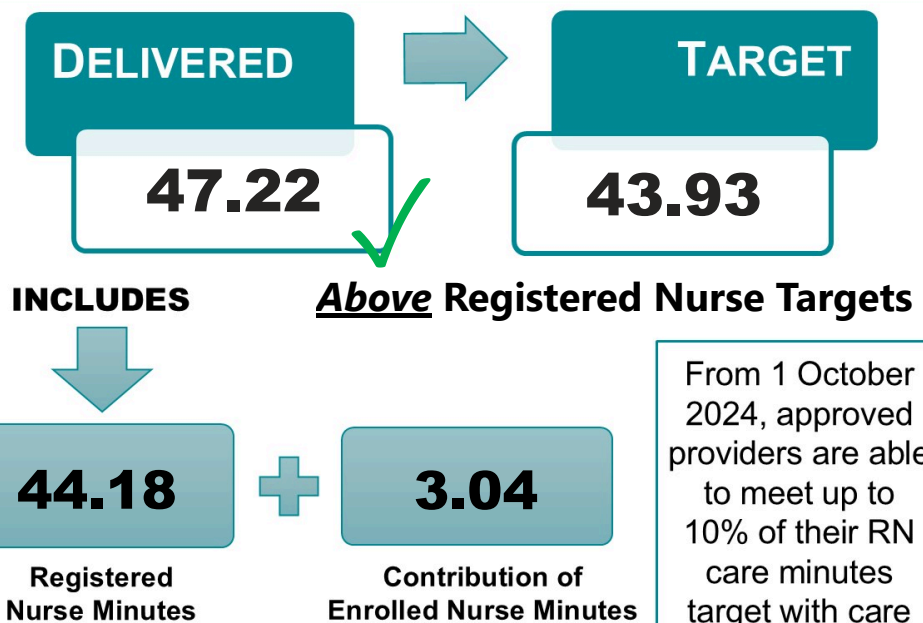 DELIVERED
TARGET
47.22
43.93
INCLUDES
Above Registered Nurse Targets
44.18
3.04
Registered
Nurse Minutes
Contribution of
Enrolled Nurse Minutes
From 1 October
2024, approved
providers are able
to meet up to
10% of their RN
care minutes
target with care